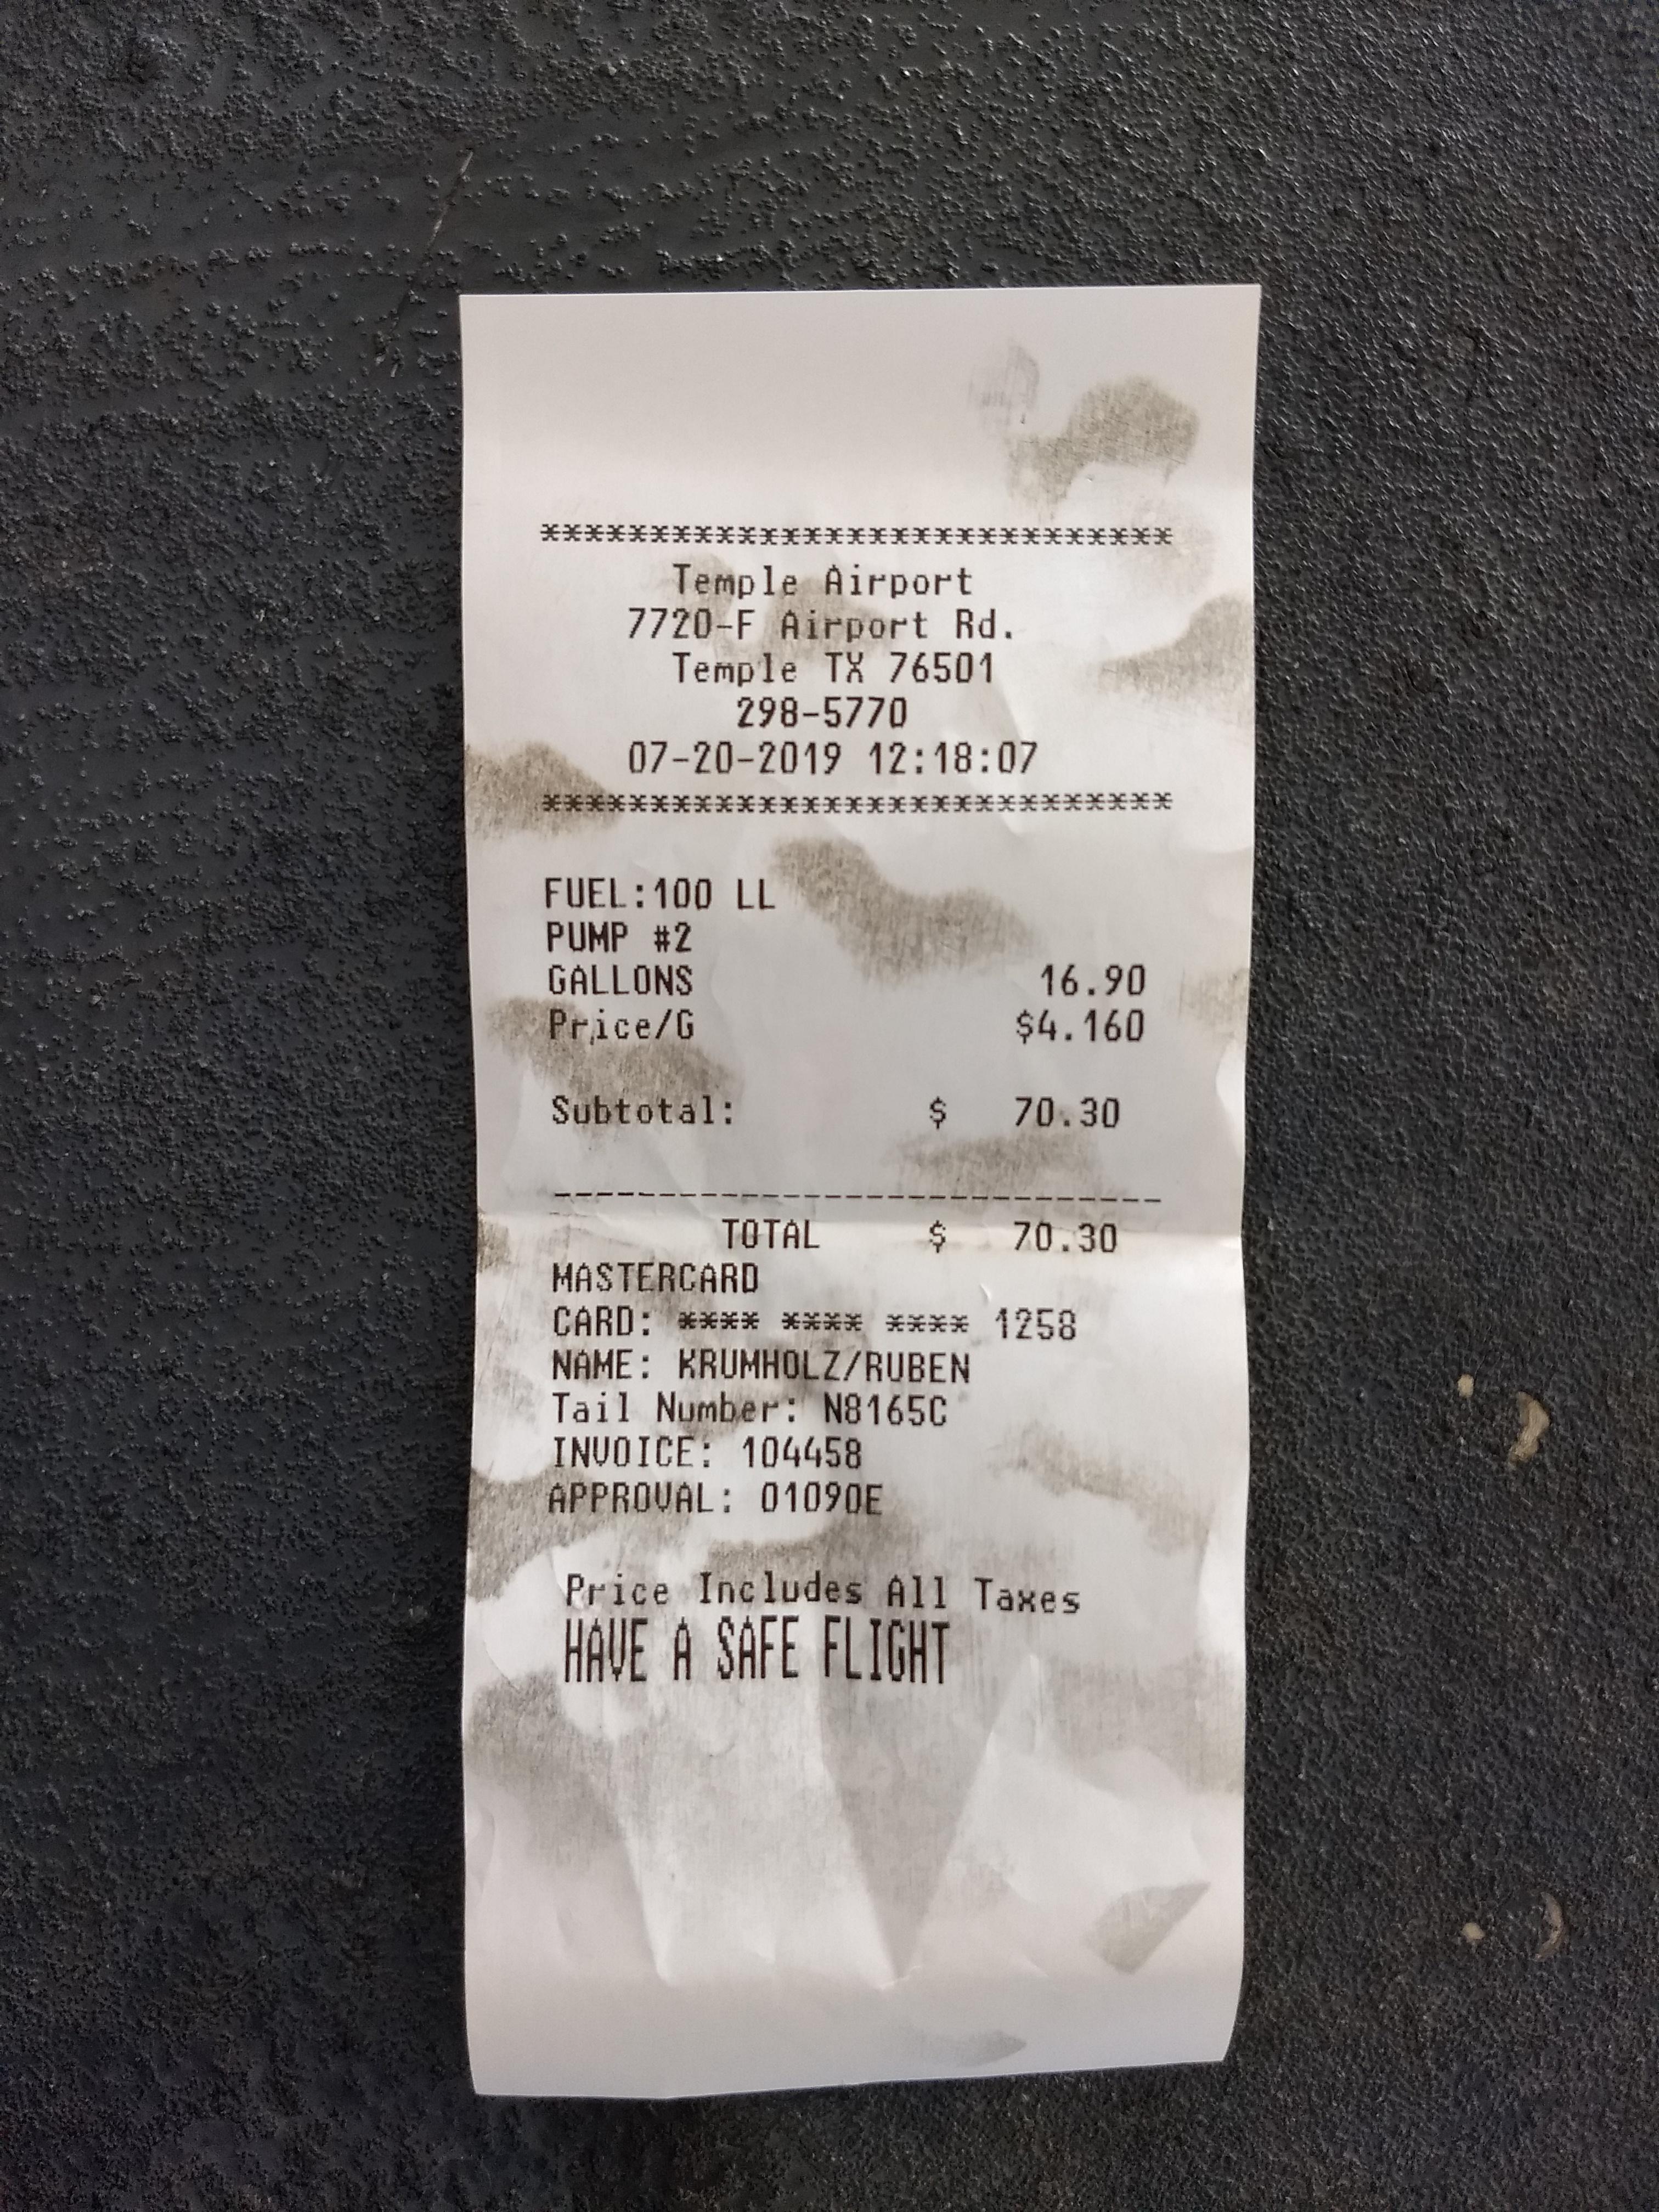 *****************************
Temple Airport
7720-F Airport Rd.
Temple TX 76501
298-5770
07-20-2019 12:18:07
*****************************
FUEL:100 LL
PUMP #2
GALLONS 16.90
Price/G $4.160
Subtotal: $ 70.30
----------------------------
TOTAL $ 70.30
MASTERCARD
CARD: **** **** **** 1258
NAME: KRUMHOLZ/RUBEN
Tail Number: N8165C
INVOICE: 104458
APPROVAL: 01090E
Price Includes All Taxes
HAVE A SAFE FLIGHT